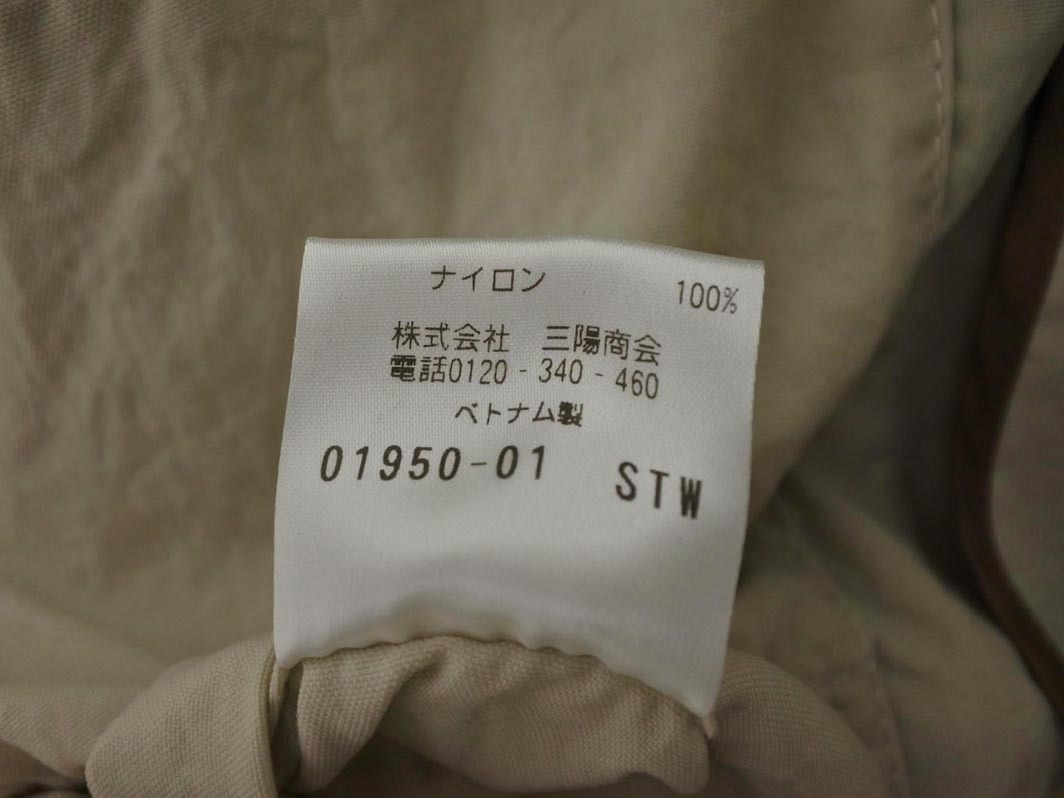 ナイロン 100%
株式会社 三陽商会
電話0120-340-460
ベトナム製
01950-01 STW